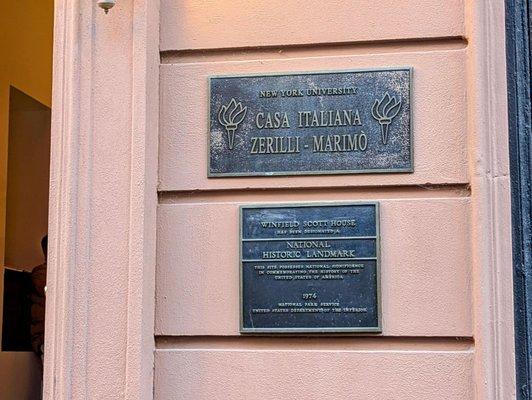 NEW YORK UNIVERSITY
CASA ITALIANA
ZERILLI - MARIMÒ
WINFIELD SCOTT HOUSE
HAS BEEN DESIGNATED A
NATIONAL
HISTORIC LANDMARK
THIS SITE POSSESSES NATIONAL SIGNIFICANCE
IN COMMEMORATING THE HISTORY OF THE
UNITED STATES OF AMERICA
1974
NATIONAL PARK SERVICE
UNITED STATES DEPARTMENT OF THE INTERIOR